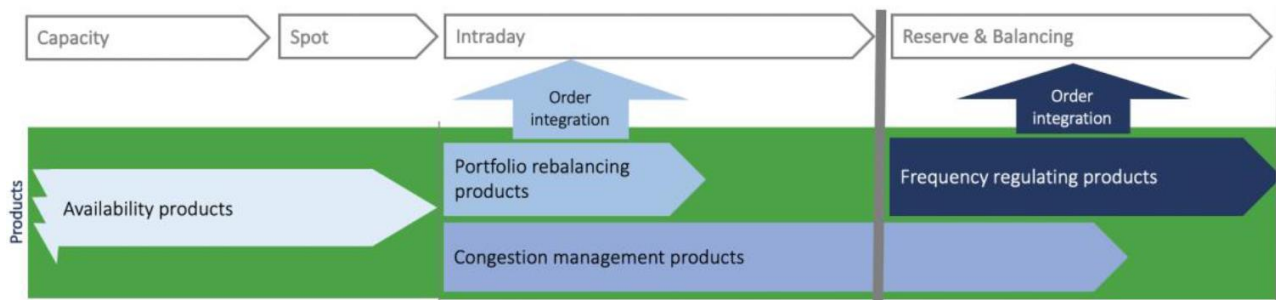 Capacity
Spot
Intraday
Reserve & Balancing
Order
integration
Order
integration
Products
Availability products
Portfolio rebalancing
products
Frequency regulating products
Congestion management products